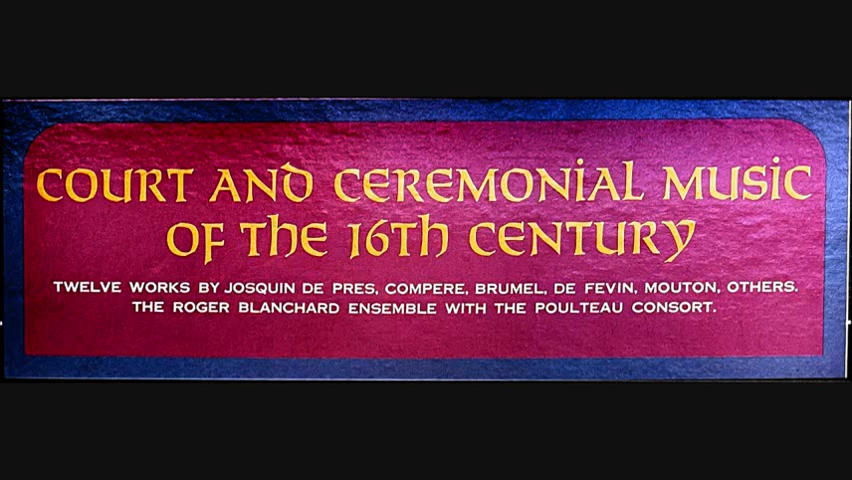 COURT AND CEREMONIAL MUSIC
OF THE 16TH CENTURY
TWELVE WORKS BY JOSQUIN DE PRES, COMPERE, BRUMEL, DE FEVIN, MOUTON, OTHERS.
THE ROGER BLANCHARD ENSEMBLE WITH THE POULTEAU CONSORT.